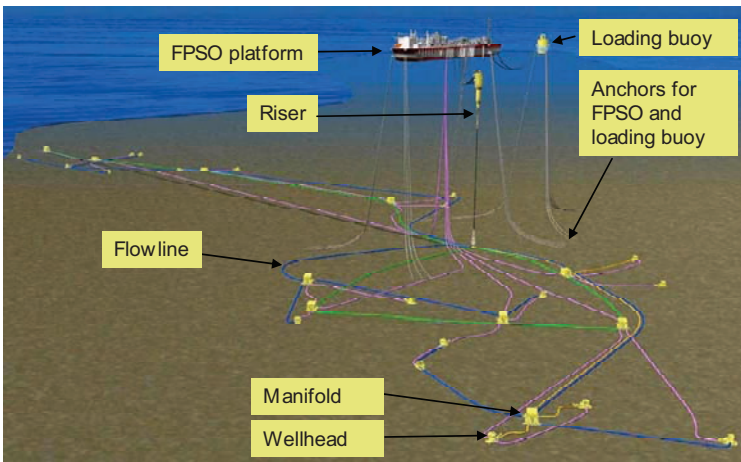 FPSO platform
Loading buoy
Riser
Anchors for
FPSO and
loading buoy
Flowline
Manifold
Wellhead